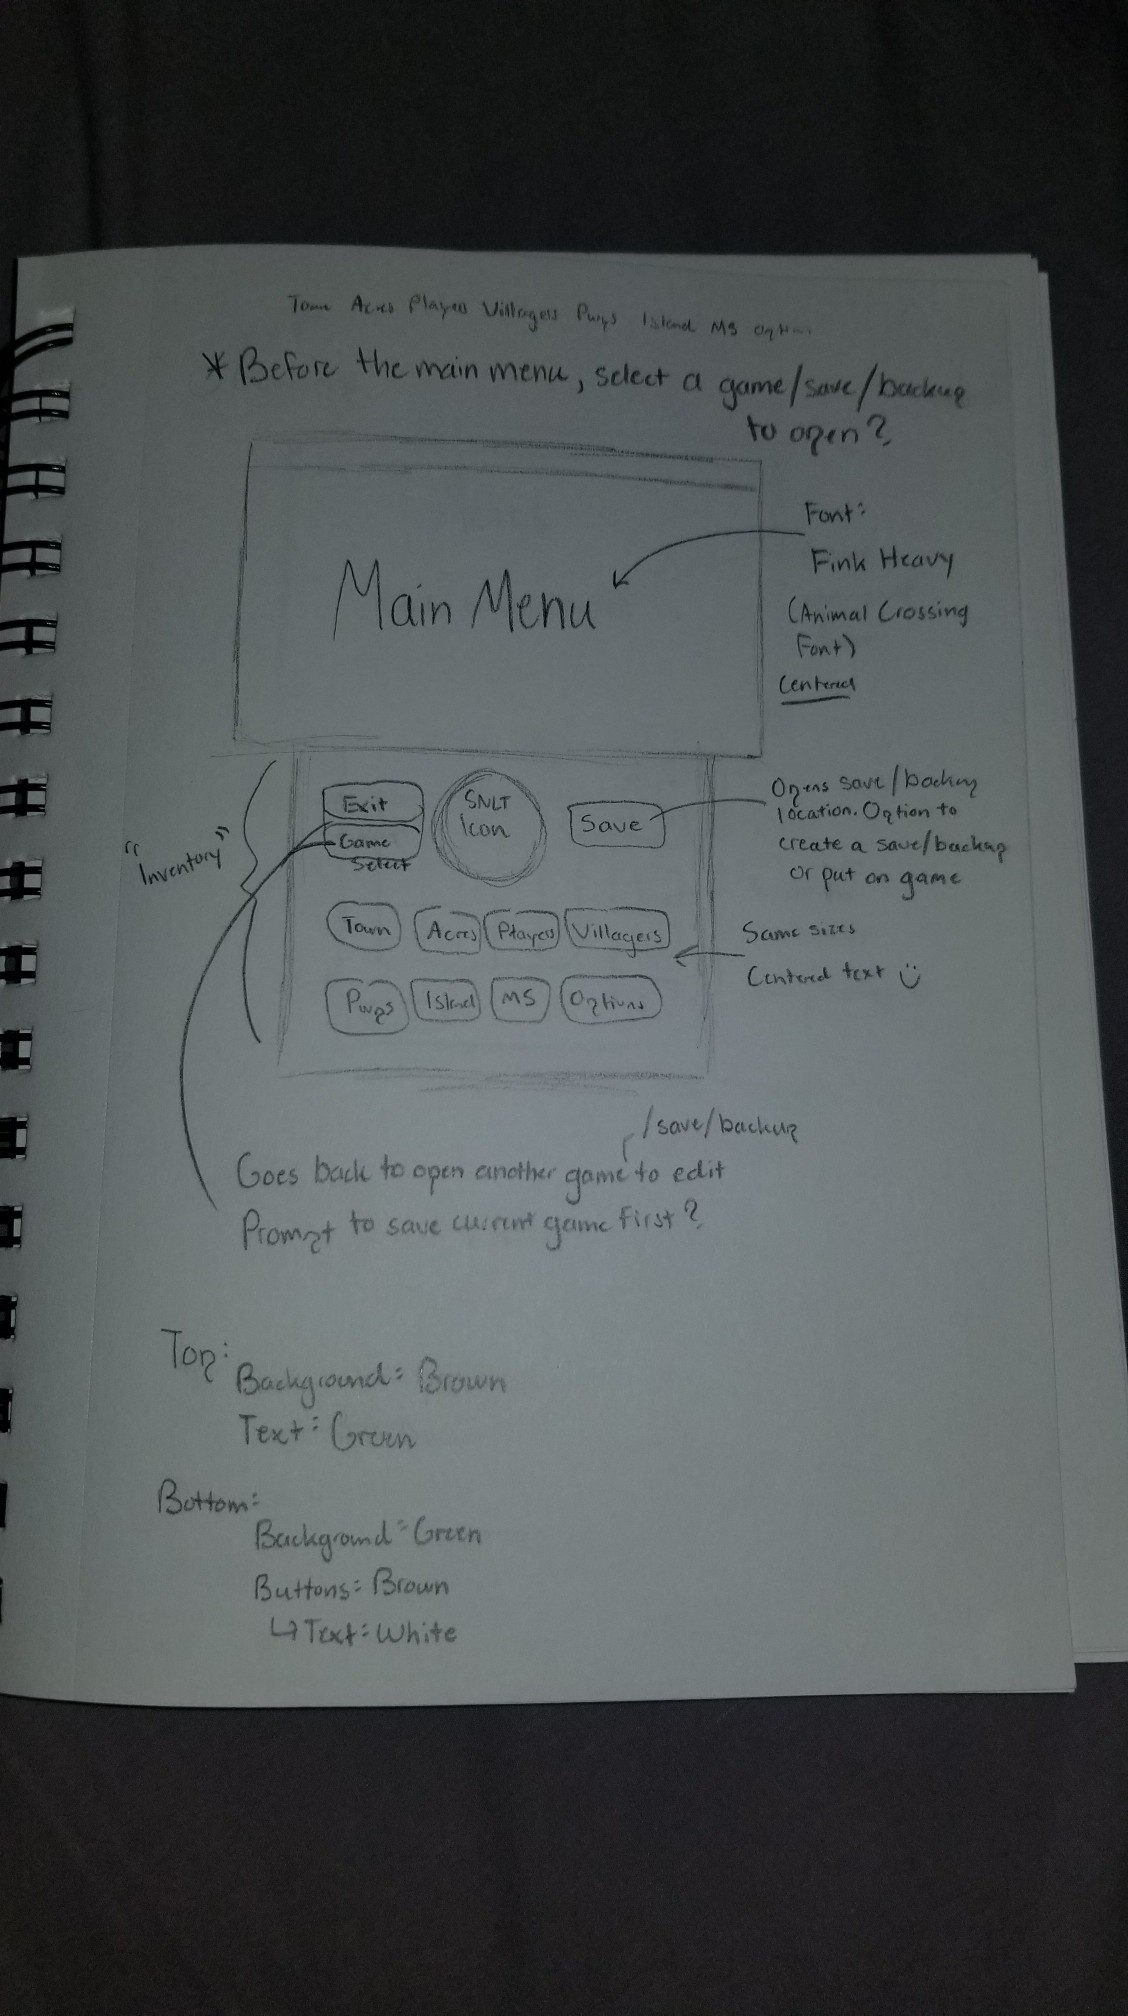 Town Acres Players Villagers Pwps Island MS Options
* Before the main menu, select a game/save/backup
to open?
Main Menu
Font:
Fink Heavy
(Animal Crossing
Font)
Centered
"Inventory"
Exit
Game
Select
SNLT
Icon
Save
Opens save/backup
location. Option to
create a save/backup
or put on game
Town Acres Players Villagers
Pwps Island MS Options
Same sizes
Centered text ☺
/save/backup
Goes back to open another game to edit
Prompt to save current game first?
Top:
Background: Brown
Text: Green
Bottom:
Background: Green
Buttons: Brown
↳ Text: White